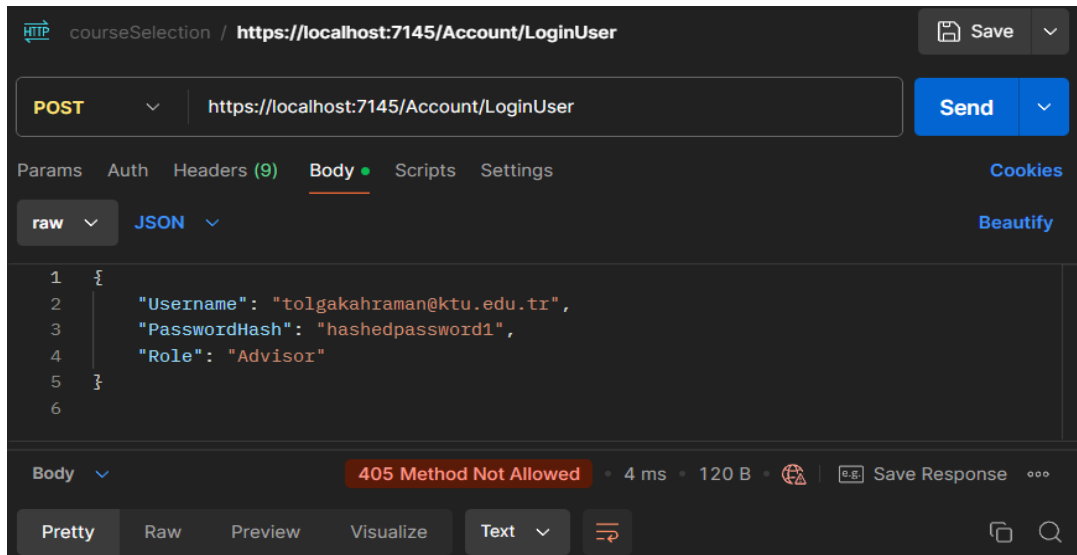 HTTP courseSelection / https://localhost:7145/Account/LoginUser Save
POST https://localhost:7145/Account/LoginUser Send
Params Auth Headers (9) Body Scripts Settings Cookies
raw JSON Beautify
1 {
2 "Username": "tolgakahraman@ktu.edu.tr",
3 "PasswordHash": "hashedpassword1",
4 "Role": "Advisor"
5 }
6
Body 405 Method Not Allowed • 4 ms • 120 B • e.g. Save Response
Pretty Raw Preview Visualize Text